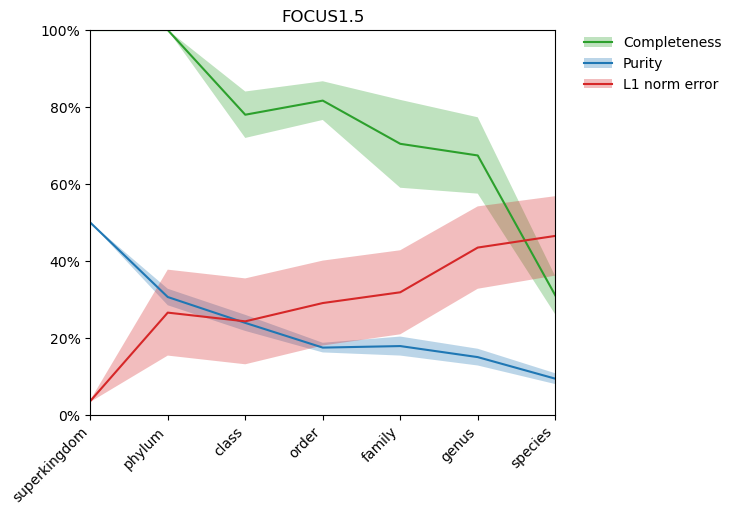 FOCUS1.5
100%
80%
60%
40%
20%
0%
superkingdom
phylum
class
order
family
genus
species
Completeness
Purity
L1 norm error